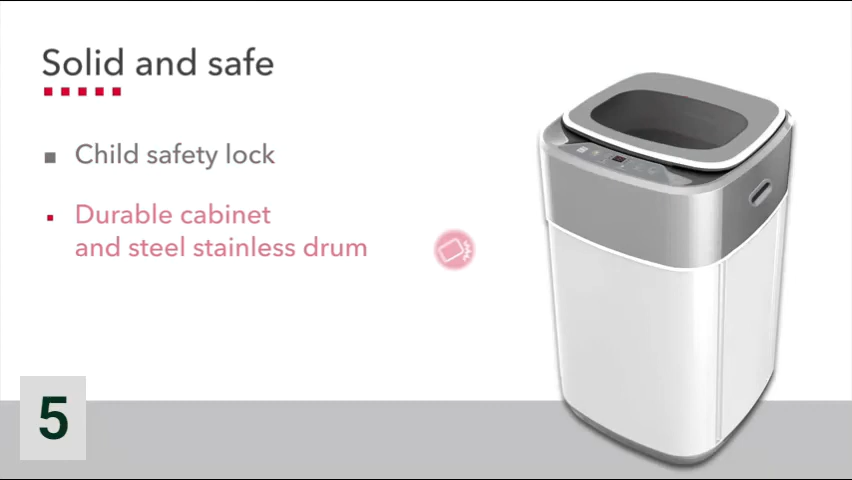 Solid and safe
Child safety lock
Durable cabinet
and steel stainless drum
5